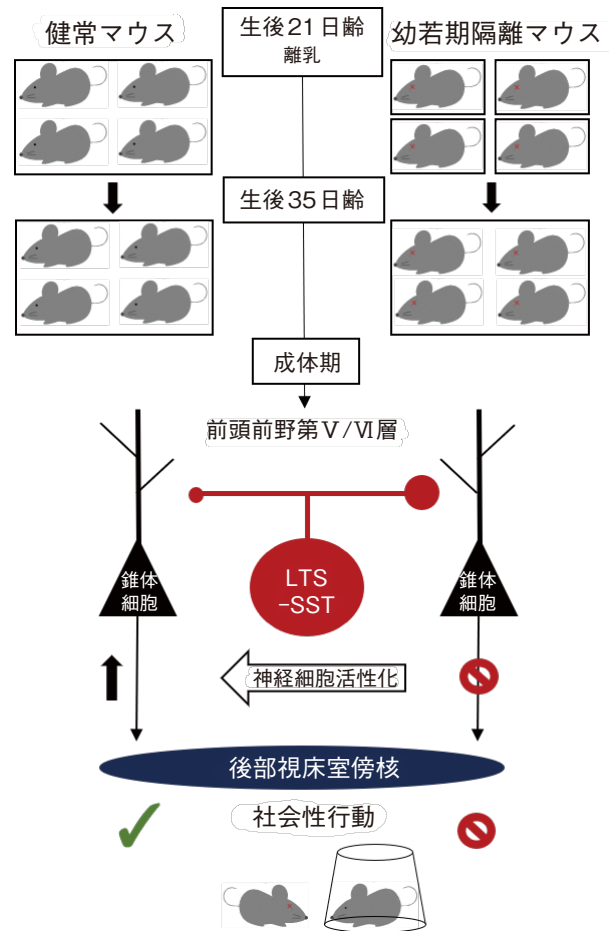 健常マウス
生後21日齢
離乳
幼若期隔離マウス
生後35日齢
成体期
前頭前野第Ⅴ/Ⅵ層
錐体
細胞
LTS
-SST
錐体
細胞
神経細胞活性化
後部視床室傍核
社会性行動